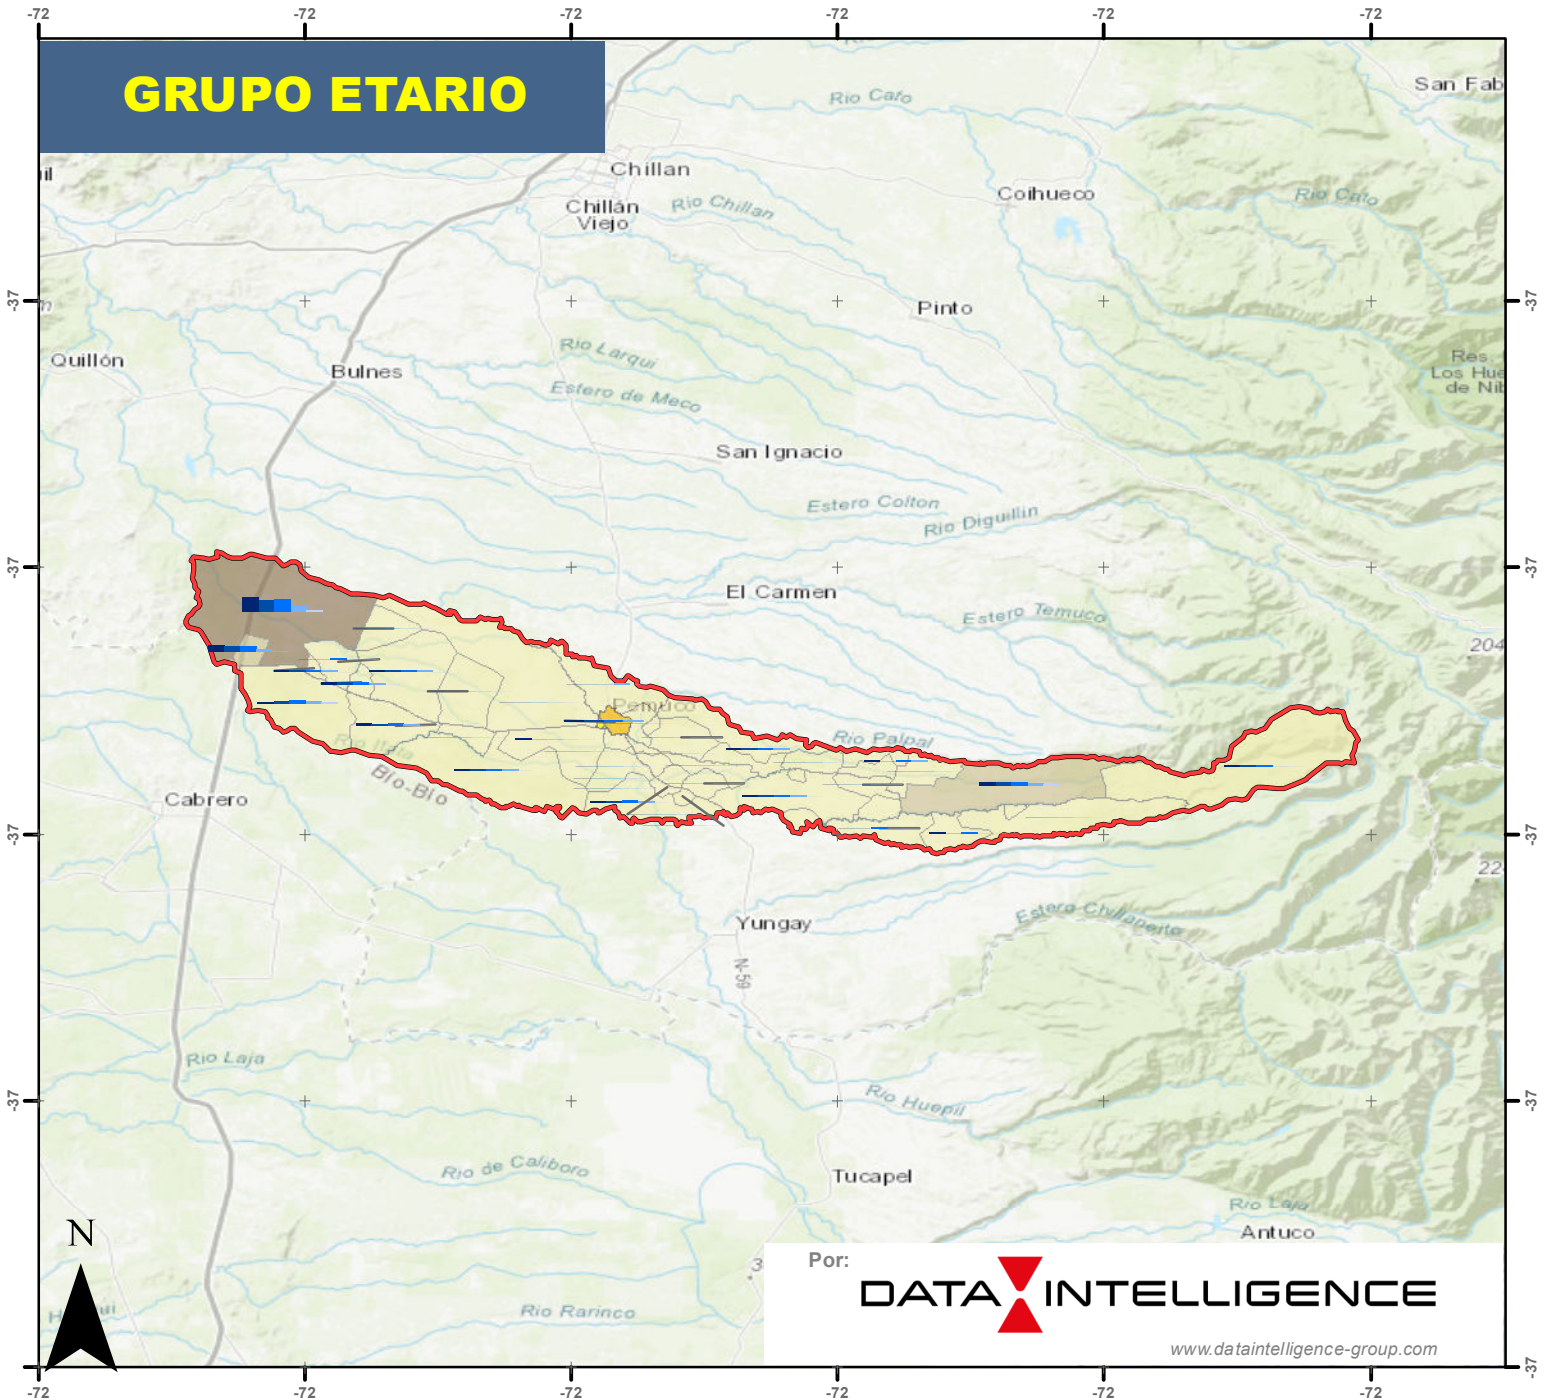 -72 -72 -72 -72 -72 -72
GRUPO ETARIO
San Fab
Rio Cato
Chillan
Coihueco
Rio Cato
Chillán
Viejo
Rio Chillan
-37 -37
Pinto
Quillón
Bulnes
Rio Larqui
Res
Los Hue
de Nib
Estero de Meco
San Ignacio
Estero Colton
Rio Diguillin
-37 -37
El Carmen
Estero Temuco
204
Pemuco
Rio Palpal
Rio Itata
Bío-Bío
Cabrero
-37 -37
22
Yungay
Estero Chillancito
N-59
Rio Laja
Rio Huepil
-37 -37
Rio de Caliboro
Tucapel
Rio Laja
N
Antuco
Por:
DATA INTELLIGENCE
Rio Rarinco
www.dataintelligence-group.com
-37
-72 -72 -72 -72 -72 -72